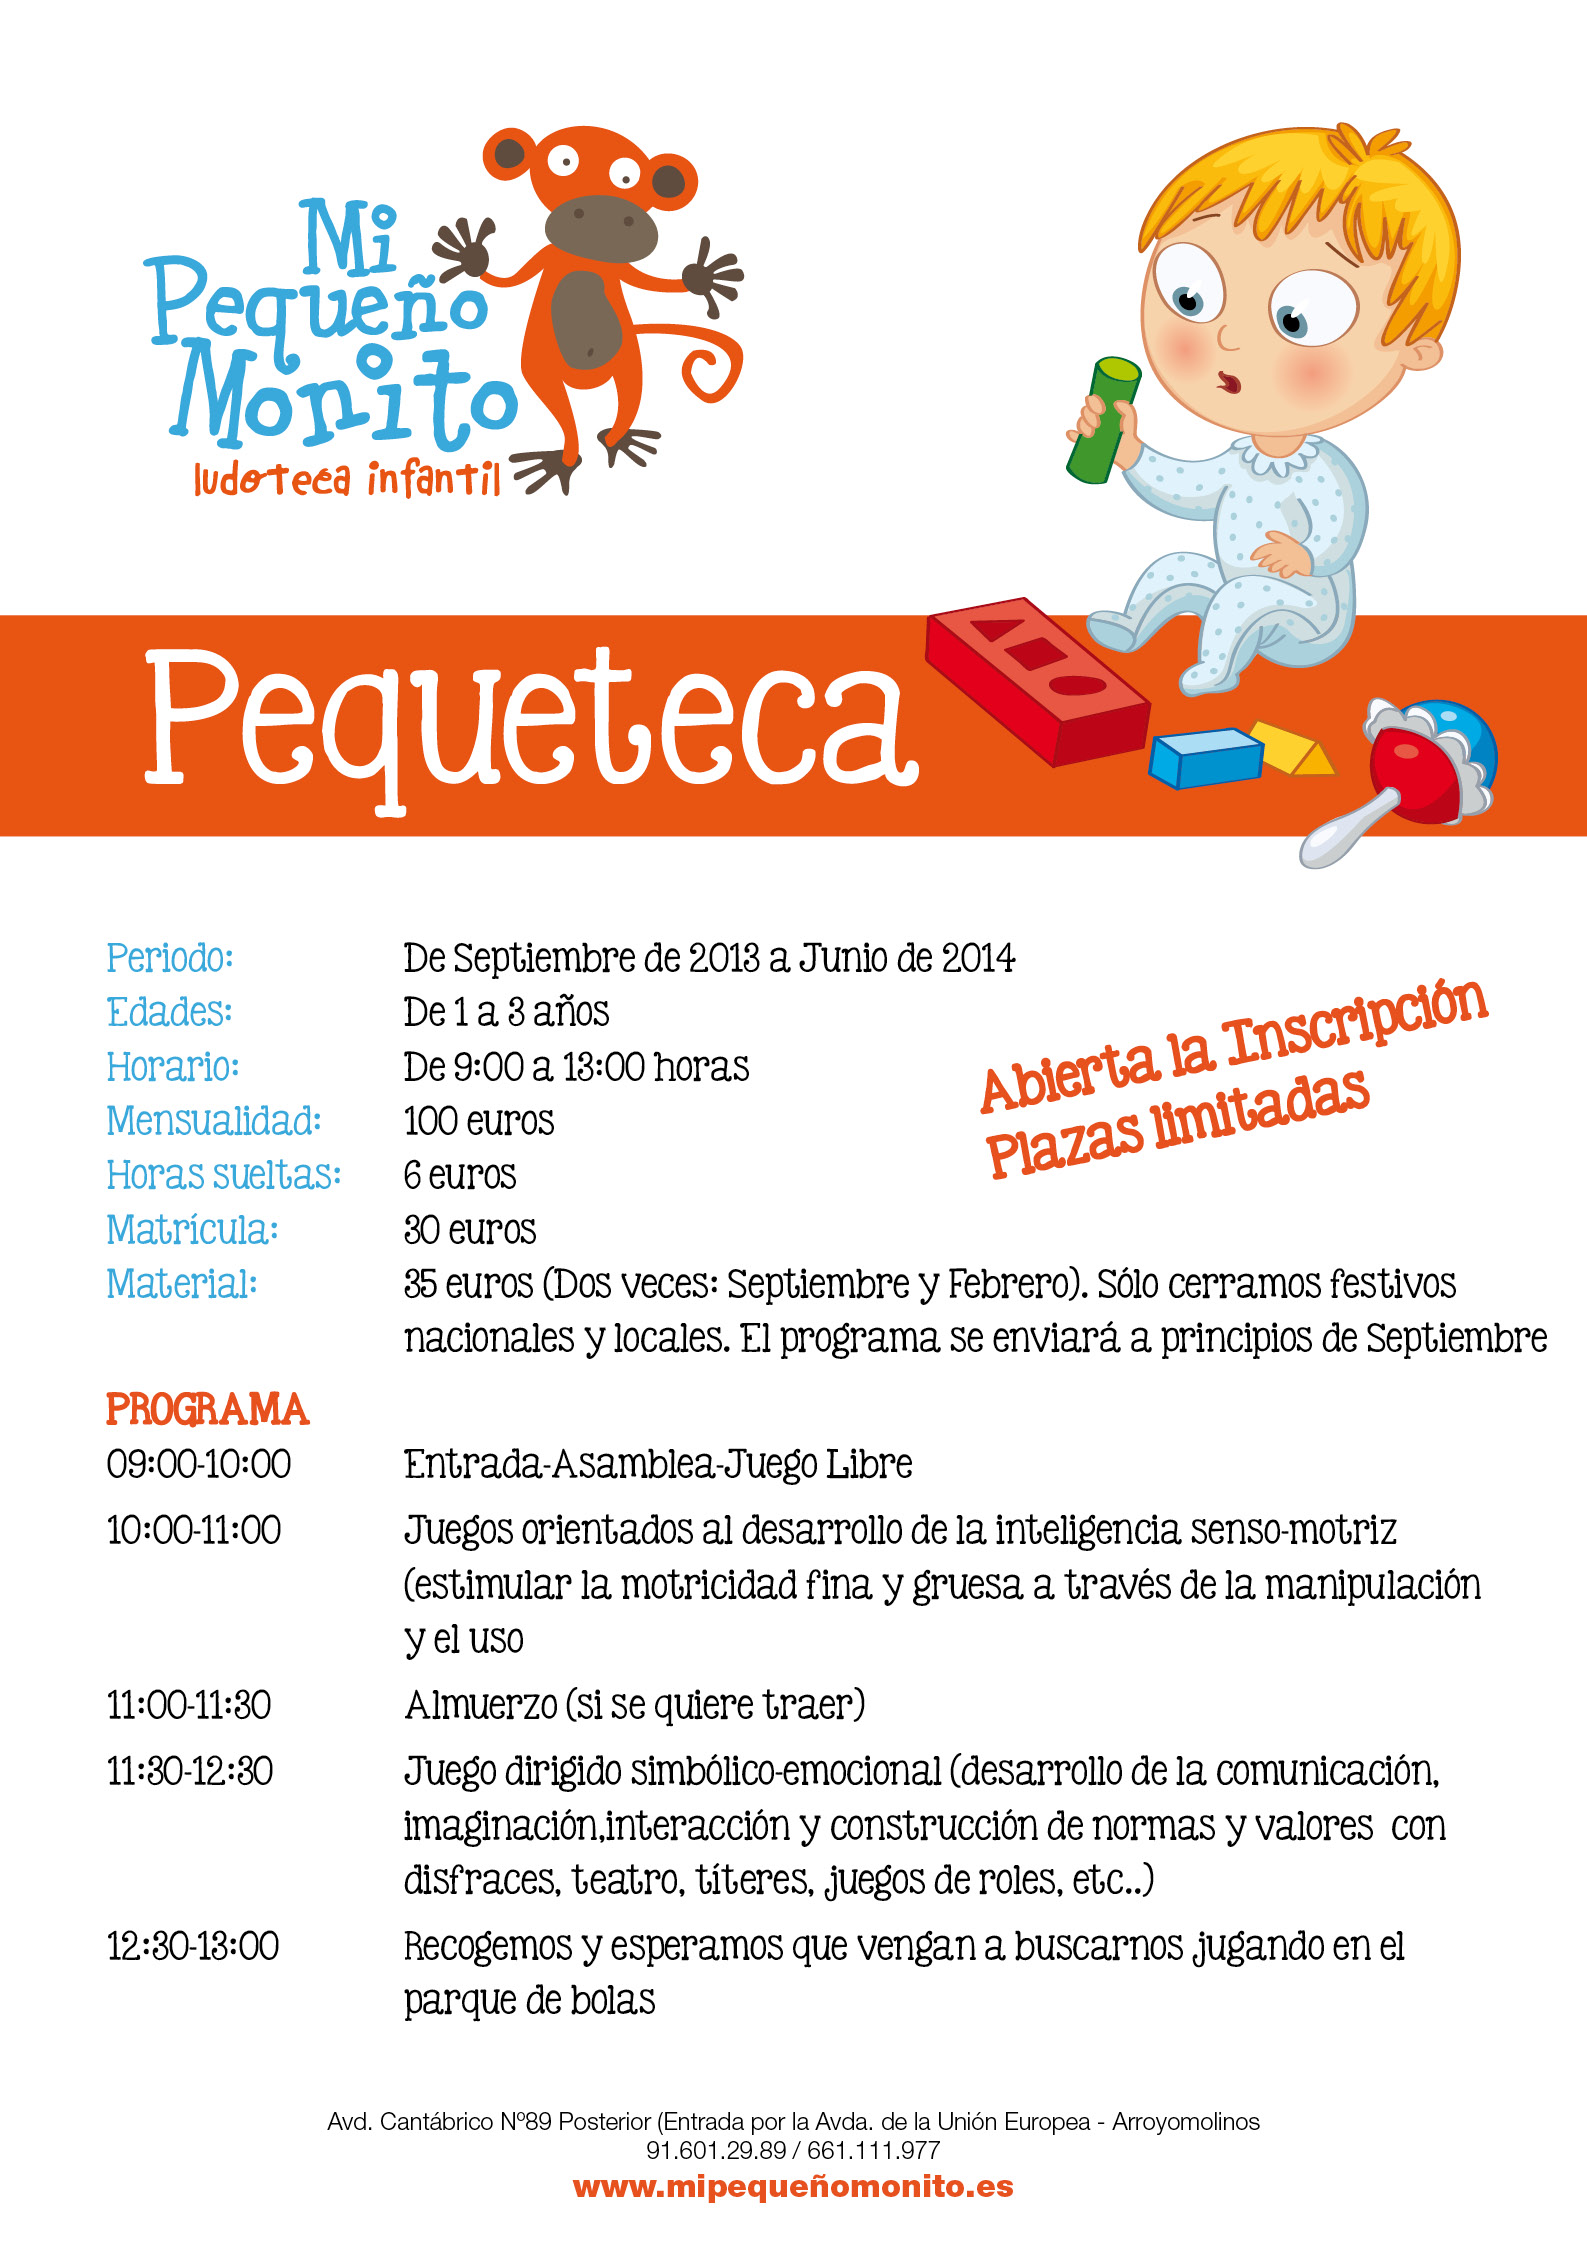 Mi
Pequeño
Monito
ludoteca infantil
Pequeteca
Periodo: De Septiembre de 2013 a Junio de 2014
Edades: De 1 a 3 años
Horario: De 9:00 a 13:00 horas
Mensualidad: 100 euros
Horas sueltas: 6 euros
Matrícula: 30 euros
Material: 35 euros (Dos veces: Septiembre y Febrero). Sólo cerramos festivos
nacionales y locales. El programa se enviará a principios de Septiembre
Abierta la Inscripción
Plazas limitadas
PROGRAMA
09:00-10:00 Entrada-Asamblea-Juego Libre
10:00-11:00 Juegos orientados al desarrollo de la inteligencia senso-motriz
(estimular la motricidad fina y gruesa a través de la manipulación
y el uso
11:00-11:30 Almuerzo (si se quiere traer)
11:30-12:30 Juego dirigido simbólico-emocional (desarrollo de la comunicación,
imaginación,interacción y construcción de normas y valores  con
disfraces, teatro, títeres, juegos de roles, etc..)
12:30-13:00 Recogemos y esperamos que vengan a buscarnos jugando en el
parque de bolas
Avd. Cantábrico Nº89 Posterior (Entrada por la Avda. de la Unión Europea - Arroyomolinos
91.601.29.89 / 661.111.977
www.mipequeñomonito.es